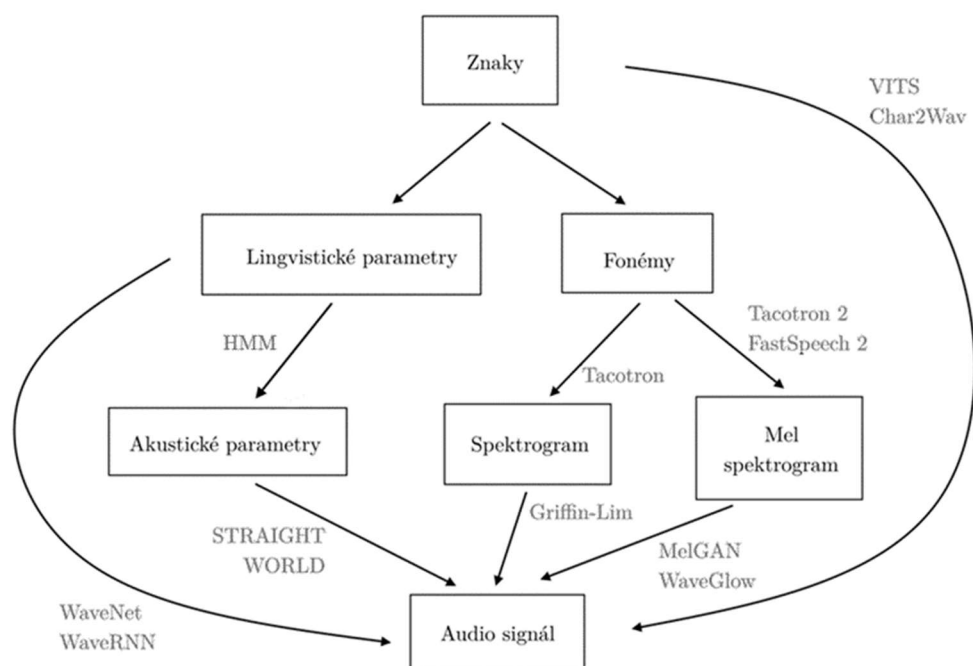 Znaky
VITS
Char2Wav
Lingvistické parametry
Fonémy
HMM
Tacotron 2
FastSpeech 2
Tacotron
Akustické parametry
Spektrogram
Mel
spektrogram
STRAIGHT
WORLD
Griffin-Lim
MelGAN
WaveGlow
WaveNet
WaveRNN
Audio signál